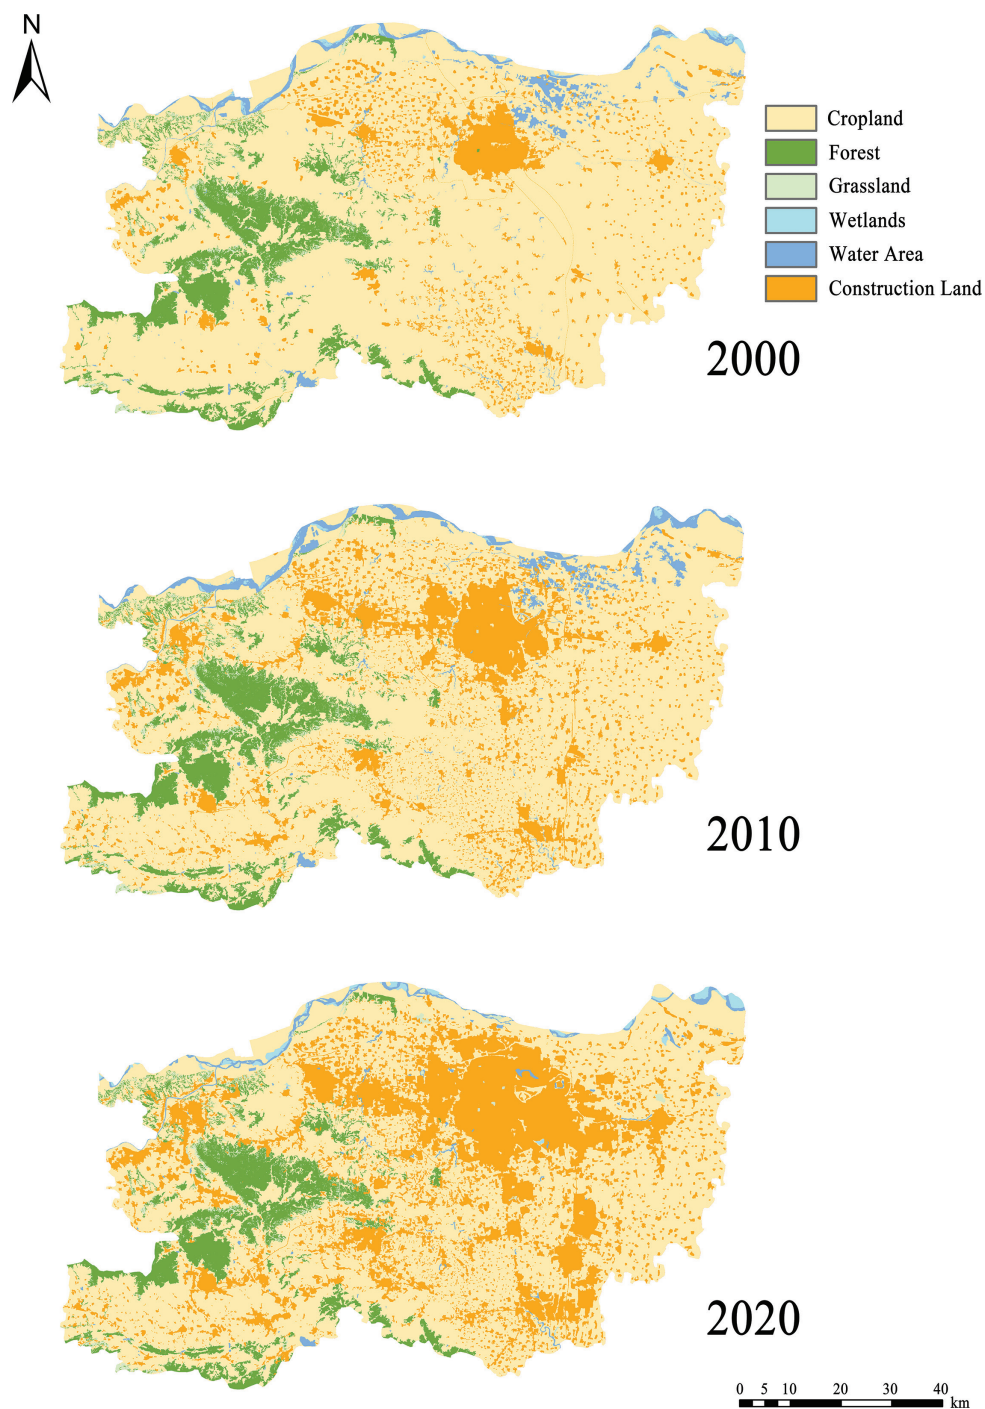 N
Cropland
Forest
Grassland
Wetlands
Water Area
Construction Land
2000
2010
2020
0 5 10 20 30 40
km